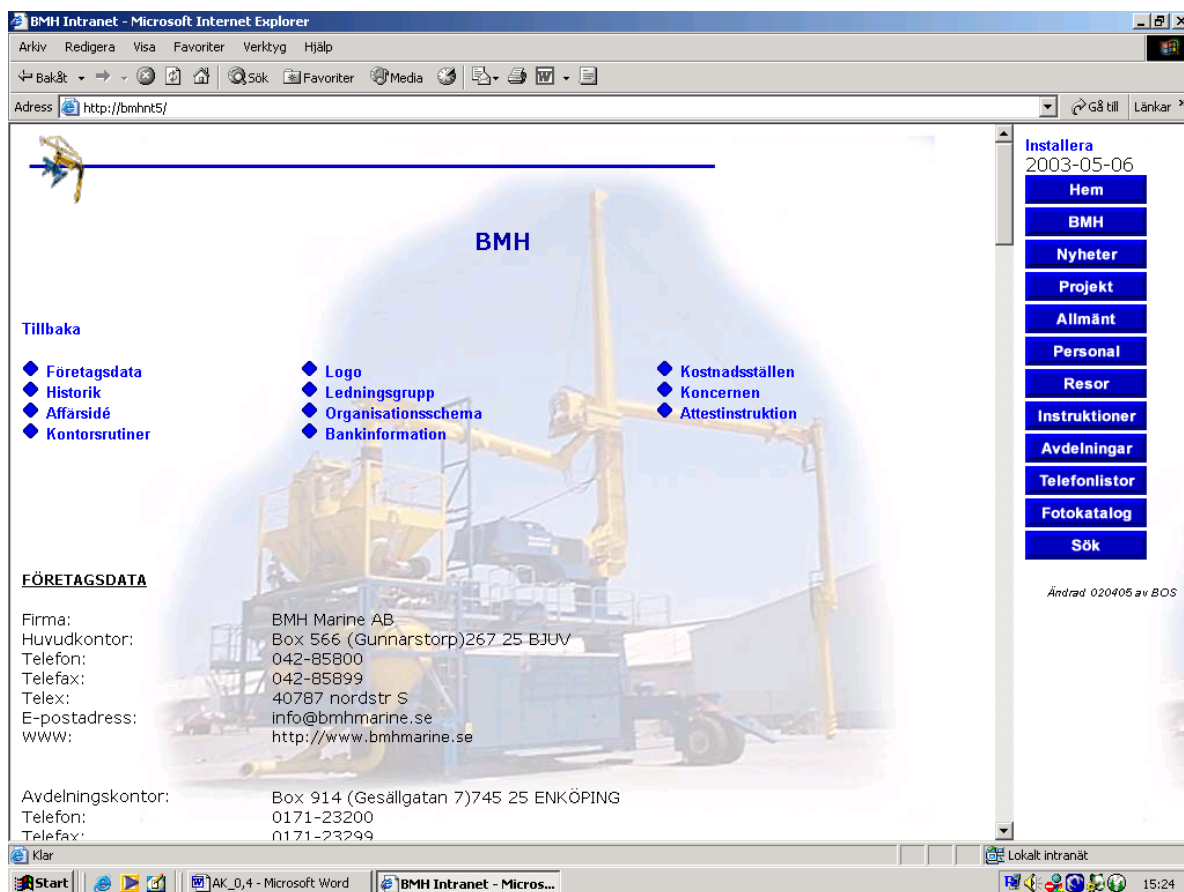 BMH Intranet - Microsoft Internet Explorer
Arkiv Redigera Visa Favoriter Verktyg Hjälp
Bakåt Sök Favoriter Media
Adress http://bmhnt5/ Gå till Länkar
Installera
2003-05-06
Hem
BMH
Nyheter
Projekt
Allmänt
Personal
Resor
Instruktioner
Avdelningar
Telefonlistor
Fotokatalog
Sök
Ändrad 020405 av BOS
BMH
Tillbaka
Företagsdata Logo Kostnadsställen
Historik Ledningsgrupp Koncernen
Affärsidé Organisationsschema Attestinstruktion
Kontorsrutiner Bankinformation
FÖRETAGSDATA
Firma: BMH Marine AB
Huvudkontor: Box 566 (Gunnarstorp)267 25 BJUV
Telefon: 042-85800
Telefax: 042-85899
Telex: 40787 nordstr S
E-postadress: info@bmhmarine.se
WWW: http://www.bmhmarine.se
Avdelningskontor: Box 914 (Gesällgatan 7)745 25 ENKÖPING
Telefon: 0171-23200
Telefax: 0171-23299
Klar Lokalt intranät
Start AK_0,4 - Microsoft Word BMH Intranet - Micros... 15:24